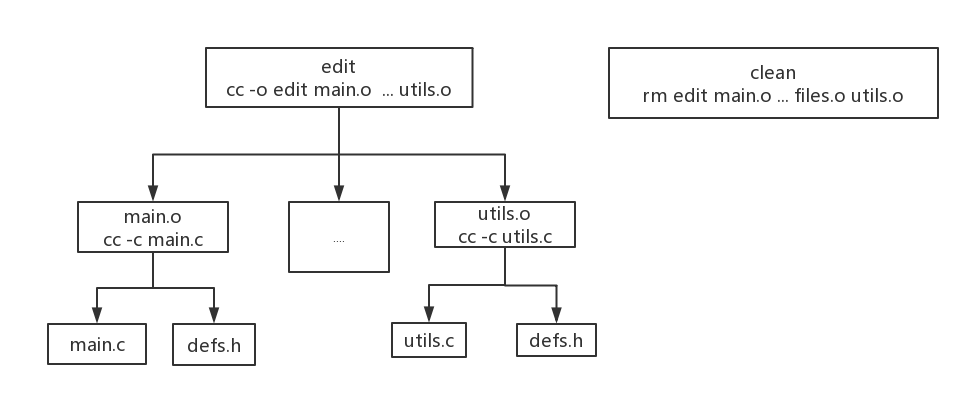 edit
cc -o edit main.o ... utils.o
clean
rm edit main.o ... files.o utils.o
main.o
cc -c main.c
....
utils.o
cc -c utils.c
main.c
defs.h
utils.c
defs.h